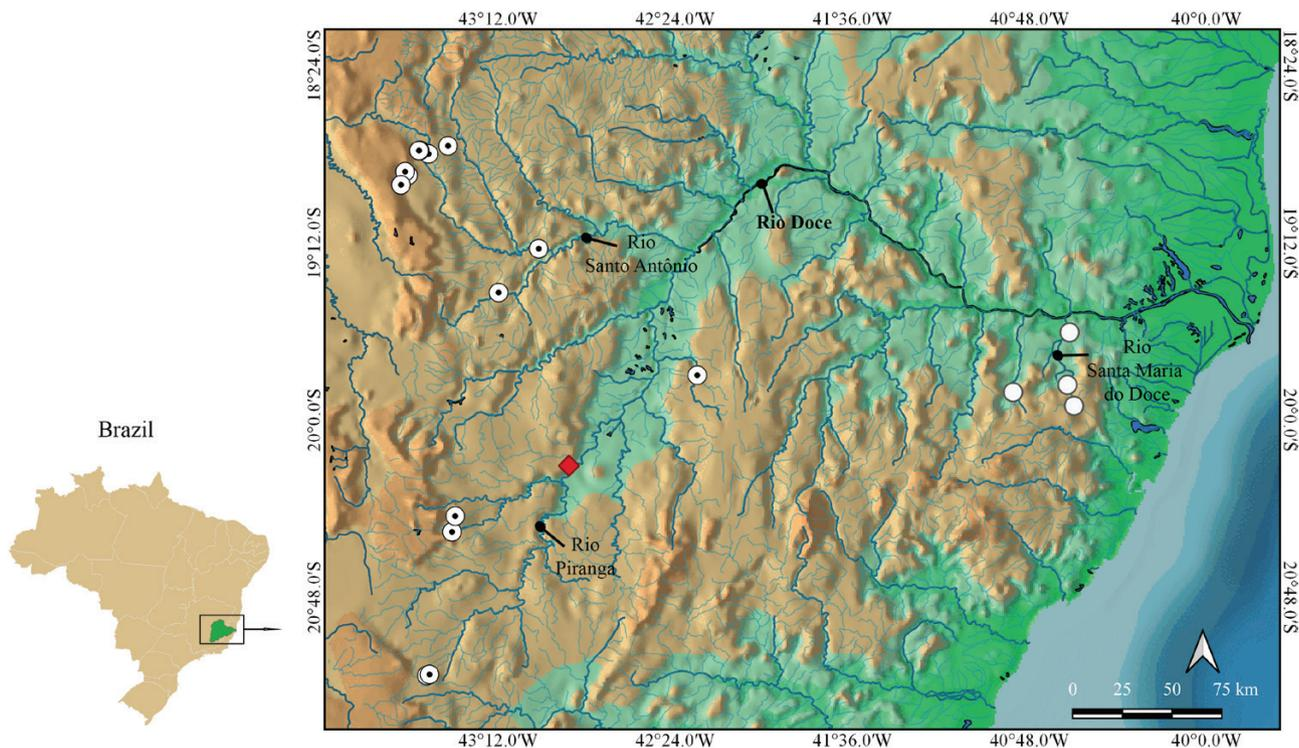 43°12.0'W 42°24.0'W 41°36.0'W 40°48.0'W 40°0.0'W
18°24.0'S
18°24.0'S
19°12.0'S
19°12.0'S
20°0.0'S
20°0.0'S
20°48.0'S
20°48.0'S
Rio Doce
Rio
Santo Antônio
Rio
Santa Maria
do Doce
Rio
Piranga
Brazil
0 25 50 75 km
43°12.0'W 42°24.0'W 41°36.0'W 40°48.0'W 40°0.0'W